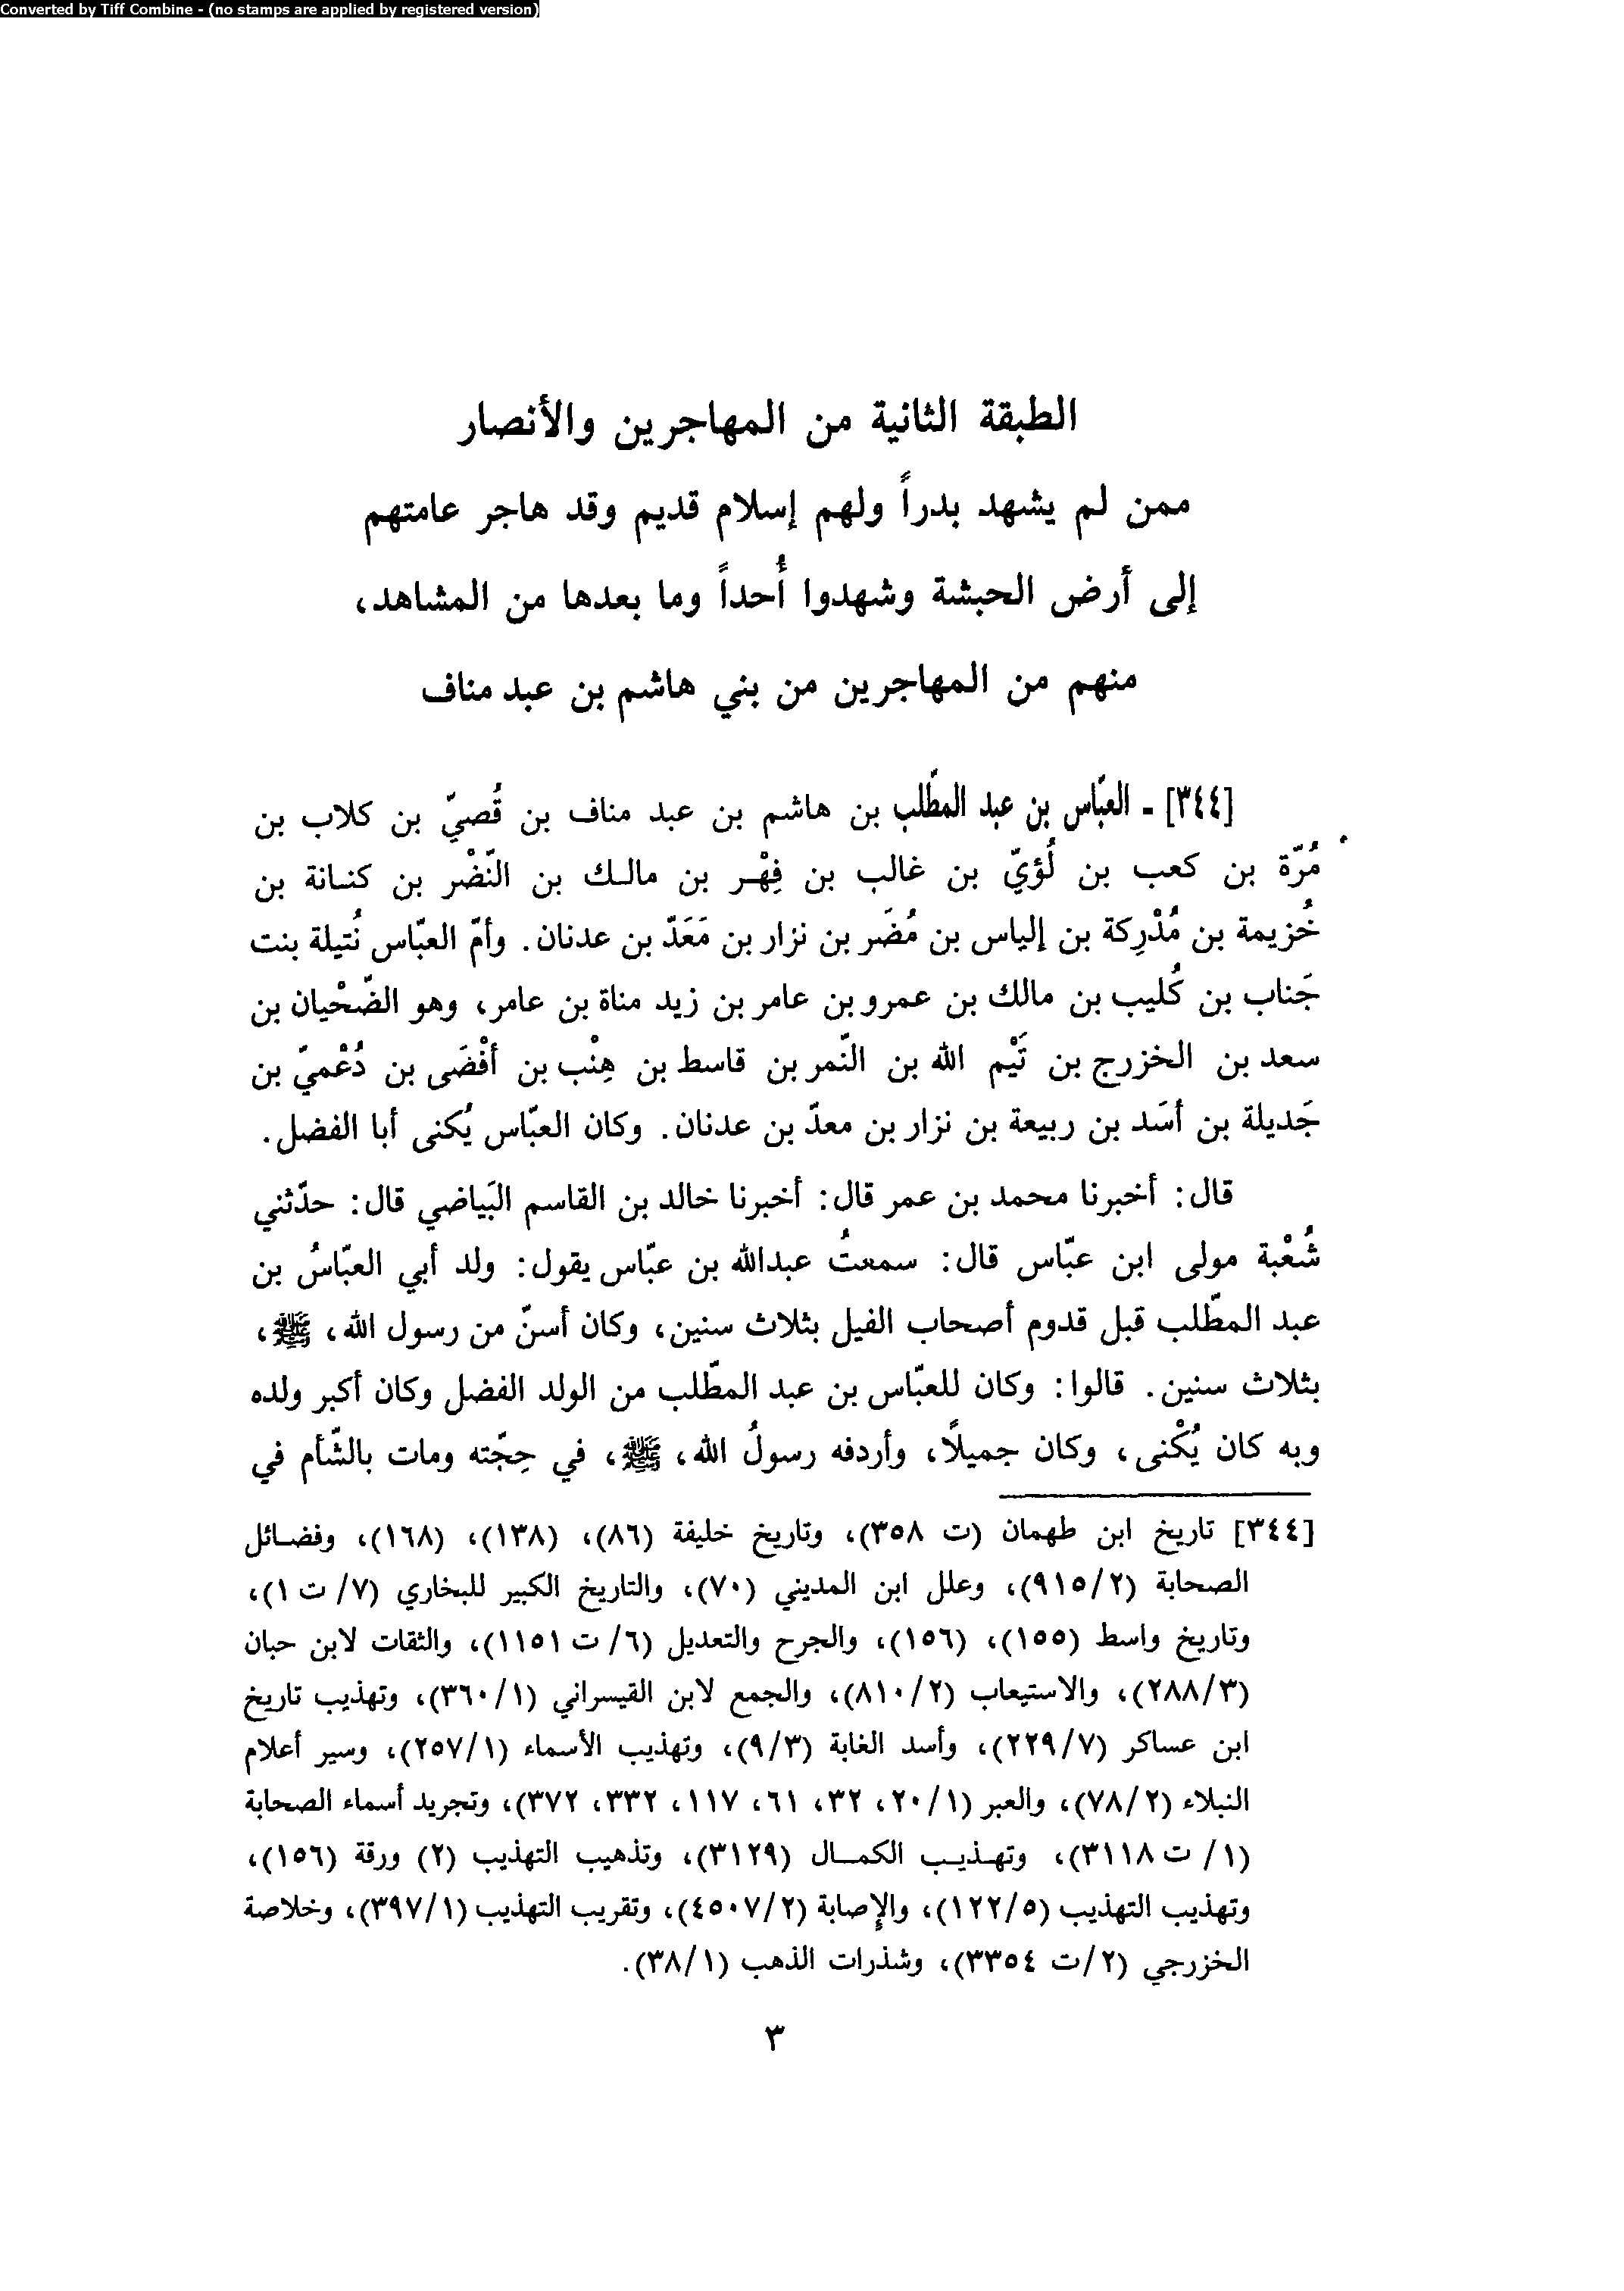 Converted by Tiff Combine - (no stamps are applied by registered version)
الطبقة الثانية من المهاجرين والأنصار
ممن لم يشهد بدراً ولهم إسلام قديم وقد هاجر عامتهم
إلى أرض الحبشة وشهدوا أُحداً وما بعدها من المشاهد،
منهم من المهاجرين من بني هاشم بن عبد مناف
[٣٤٤] - العبّاس بن عبد المطّلب بن هاشم بن عبد مناف بن قُصيّ بن كلاب بن
مُرّة بن كعب بن لُؤيّ بن غالب بن فِهْر بن مالك بن النّضْر بن كنانة بن
خُزيمة بن مُدْرِكة بن إلياس بن مُضَر بن نزار بن مَعَدّ بن عدنان. وأمّ العبّاس نُتيلة بنت
جَناب بن كُليب بن مالك بن عمرو بن عامر بن زيد مناة بن عامر، وهو الضّحْيان بن
سعد بن الخزرج بن تَيْم الله بن النّمر بن قاسط بن هِنْب بن أفْضَى بن دُعْميّ بن
جَديلة بن أسَد بن ربيعة بن نزار بن معدّ بن عدنان. وكان العبّاس يُكنى أبا الفضل.
قال: أخبرنا محمد بن عمر قال: أخبرنا خالد بن القاسم البَياضي قال: حدّثني
شُعْبة مولى ابن عبّاس قال: سمعتُ عبدالله بن عبّاس يقول: ولد أبي العبّاسُ بن
عبد المطّلب قبل قدوم أصحاب الفيل بثلاث سنين، وكان أسنّ من رسول الله، ﷺ،
بثلاث سنين. قالوا: وكان للعبّاس بن عبد المطّلب من الولد الفضل وكان أكبر ولده
وبه كان يُكْنى، وكان جميلاً، وأردفه رسولُ الله، ﷺ، في حِجّته ومات بالشّأم في
[٣٤٤] تاريخ ابن طهمان (ت ٣٥٨)، وتاريخ خليفة (٨٦)، (١٣٨)، (١٦٨)، وفضائل
الصحابة (٩١٥/٢)، وعلل ابن المديني (٧٠)، والتاريخ الكبير للبخاري (٧/ ت ١)،
وتاريخ واسط (١٥٥)، (١٥٦)، والجرح والتعديل (٦/ ت ١١٥١)، والثقات لابن حبان
(٢٨٨/٣)، والاستيعاب (٨١٠/٢)، والجمع لابن القيسراني (٣٦٠/١)، وتهذيب تاريخ
ابن عساكر (٢٢٩/٧)، وأسد الغابة (٩/٣)، وتهذيب الأسماء (٢٥٧/١)، وسير أعلام
النبلاء (٧٨/٢)، والعبر (٢٠/١، ٣٢، ٦١، ١١٧، ٣٣٢، ٣٧٢)، وتجريد أسماء الصحابة
(١/ ت ٣١١٨)، وتهذيب الكمال (٣١٢٩)، وتذهيب التهذيب (٢) ورقة (١٥٦)،
وتهذيب التهذيب (١٢٢/٥)، والإصابة (٤٥٠٧/٢)، وتقريب التهذيب (٣٩٧/١)، وخلاصة
الخزرجي (٢/ت ٣٣٥٤)، وشذرات الذهب (٣٨/١).
٣